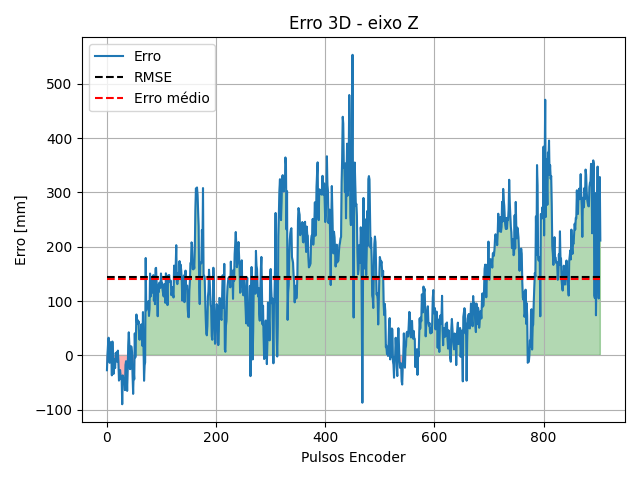 Erro 3D - eixo Z
Erro
RMSE
Erro médio
500
400
300
200
100
0
−100
Erro [mm]
0 200 400 600 800
Pulsos Encoder